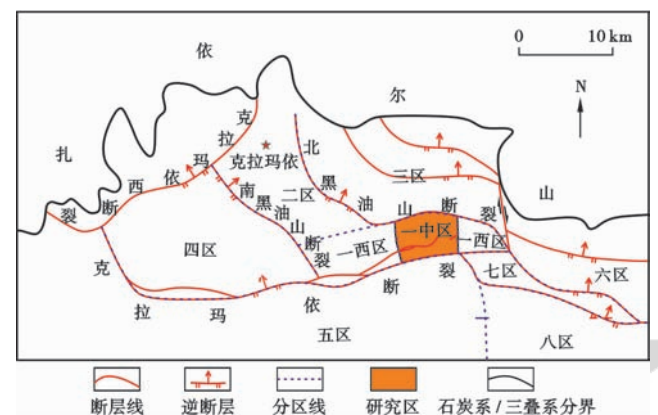 依
0 10 km
尔
N
扎
山
克拉玛依西断裂
克拉玛依
北黑油山断裂
南黑油山断裂
三区
二区
四区
一西区
一中区
一西区
七区
六区
克拉玛依断裂
五区
八区
断层线
逆断层
分区线
研究区
石炭系/三叠系分界